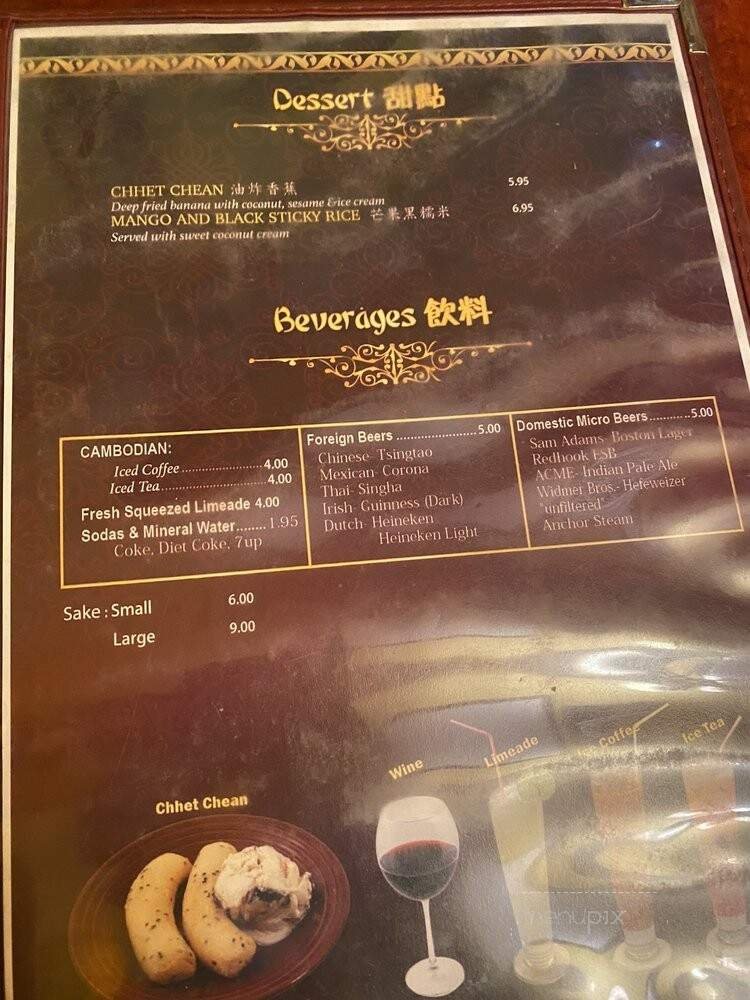 Dessert 甜點
CHHET CHEAN 油炸香蕉 5.95
Deep fried banana with coconut, sesame & ice cream
MANGO AND BLACK STICKY RICE 芒果黑糯米 6.95
Served with sweet coconut cream
Beverages 飲料
CAMBODIAN:
Iced Coffee......................4.00
Iced Tea...........................4.00
Fresh Squeezed Limeade 4.00
Sodas & Mineral Water........1.95
Coke, Diet Coke, 7up
Foreign Beers ......................5.00
Chinese- Tsingtao
Mexican- Corona
Thai- Singha
Irish- Guinness (Dark)
Dutch- Heineken
Heineken Light
Domestic Micro Beers...........5.00
Sam Adams- Boston Lager
Redhook ESB
ACME- Indian Pale Ale
Widmer Bros.- Hefeweizer
"unfiltered"
Anchor Steam
Sake : Small 6.00
Large 9.00
Chhet Chean
Wine
Limeade
Ice Coffee
Ice Tea
menupix